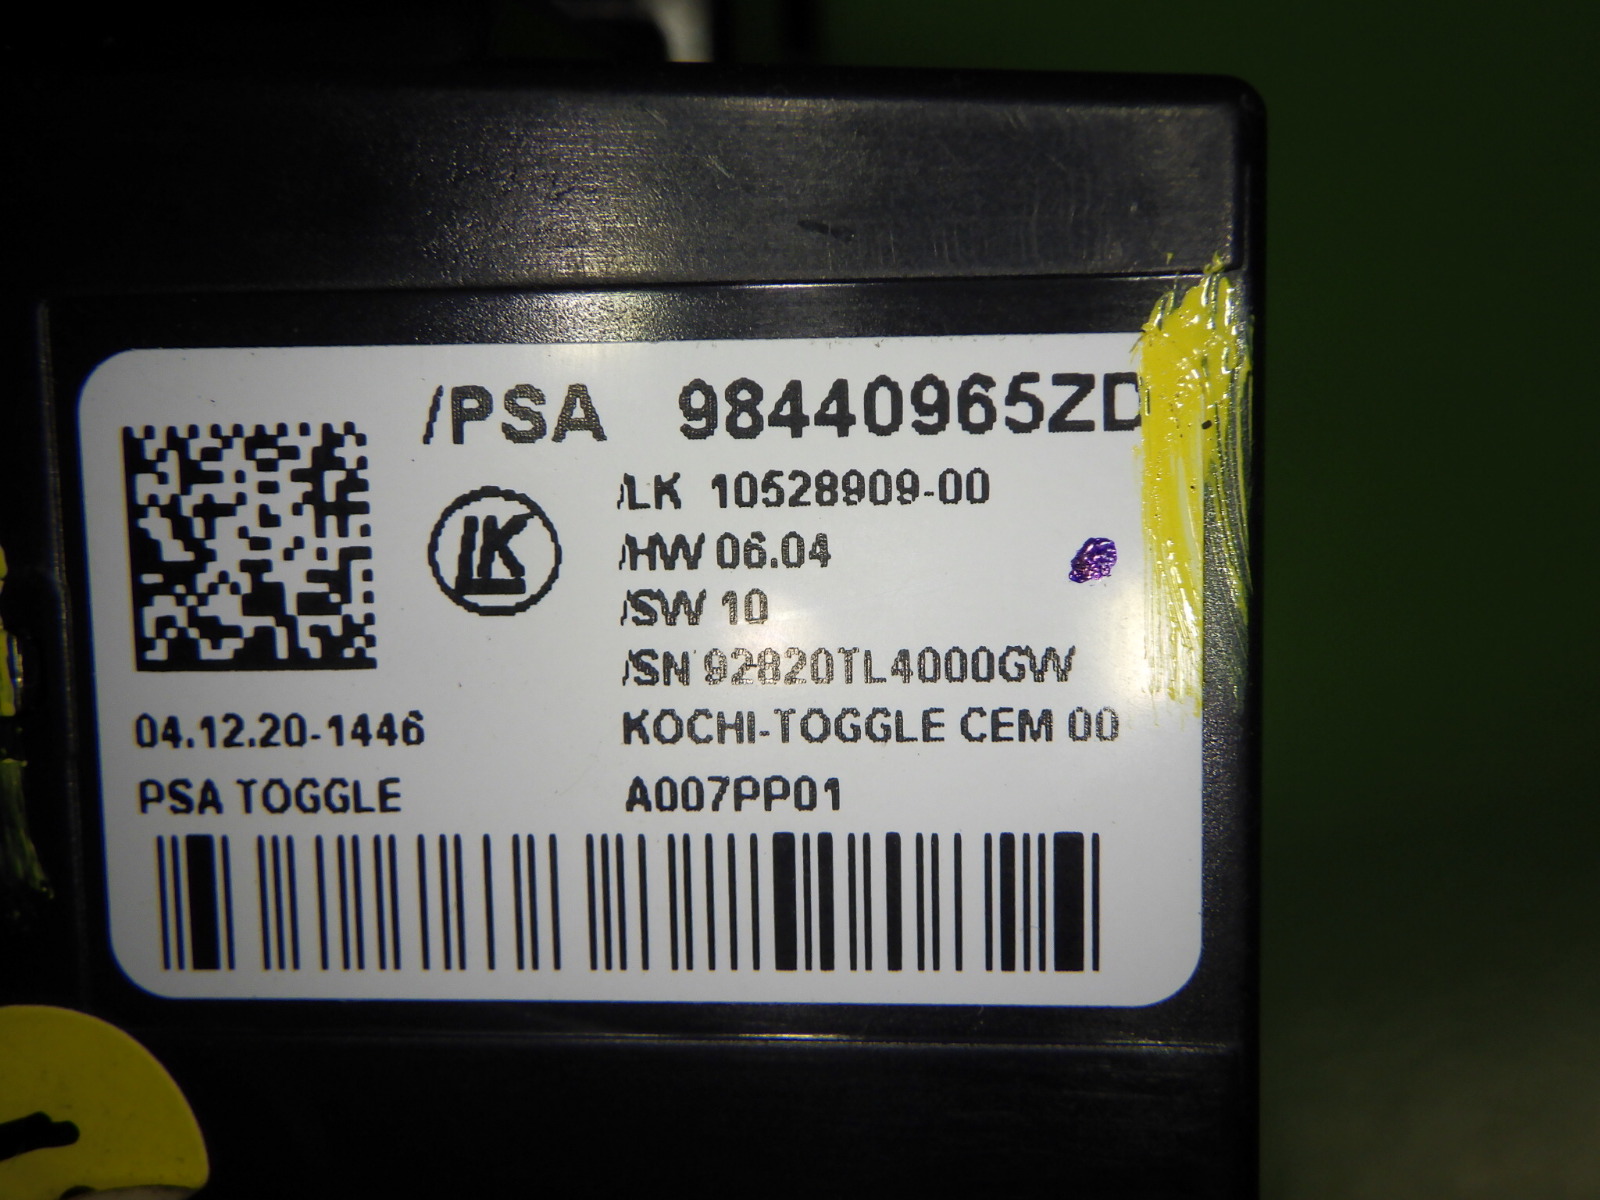 /PSA 98440965ZD
/LK 10528909-00
LK
/HW 06.04
/SW 10
/SN 92820TL4000GW
04.12.20-1446 KOCHI-TOGGLE CEM 00
PSA TOGGLE A007PP01